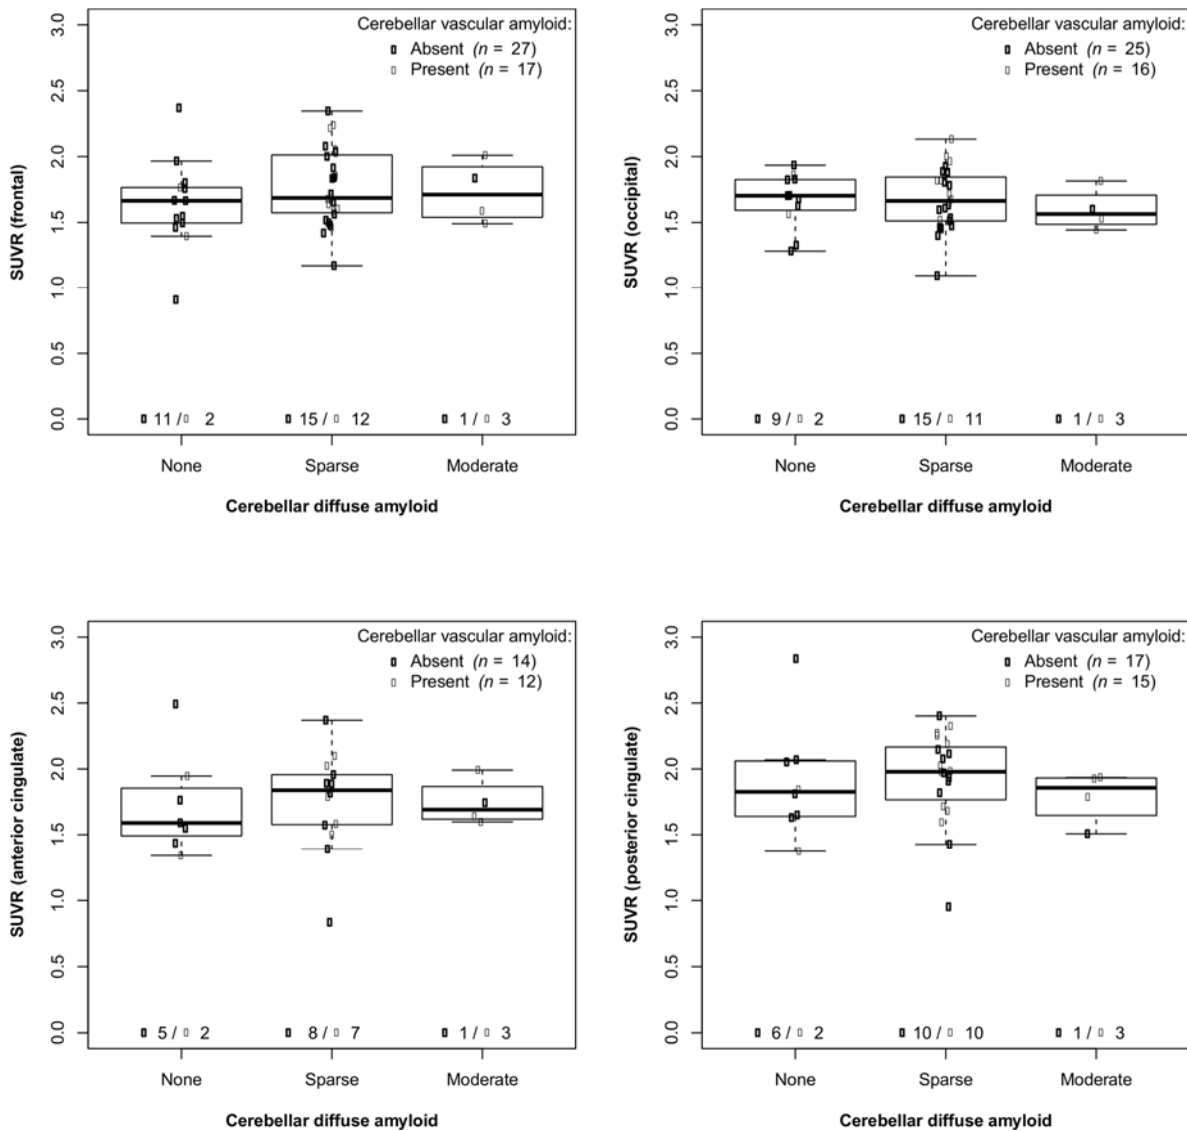 Cerebellar vascular amyloid:
Absent (n = 27)
Present (n = 17)
SUVR (frontal)
3.0
2.5
2.0
1.5
1.0
0.5
0.0
11 / 2
15 / 12
1 / 3
None Sparse Moderate
Cerebellar diffuse amyloid
Cerebellar vascular amyloid:
Absent (n = 25)
Present (n = 16)
SUVR (occipital)
3.0
2.5
2.0
1.5
1.0
0.5
0.0
9 / 2
15 / 11
1 / 3
None Sparse Moderate
Cerebellar diffuse amyloid
Cerebellar vascular amyloid:
Absent (n = 14)
Present (n = 12)
SUVR (anterior cingulate)
3.0
2.5
2.0
1.5
1.0
0.5
0.0
5 / 2
8 / 7
1 / 3
None Sparse Moderate
Cerebellar diffuse amyloid
Cerebellar vascular amyloid:
Absent (n = 17)
Present (n = 15)
SUVR (posterior cingulate)
3.0
2.5
2.0
1.5
1.0
0.5
0.0
6 / 2
10 / 10
1 / 3
None Sparse Moderate
Cerebellar diffuse amyloid